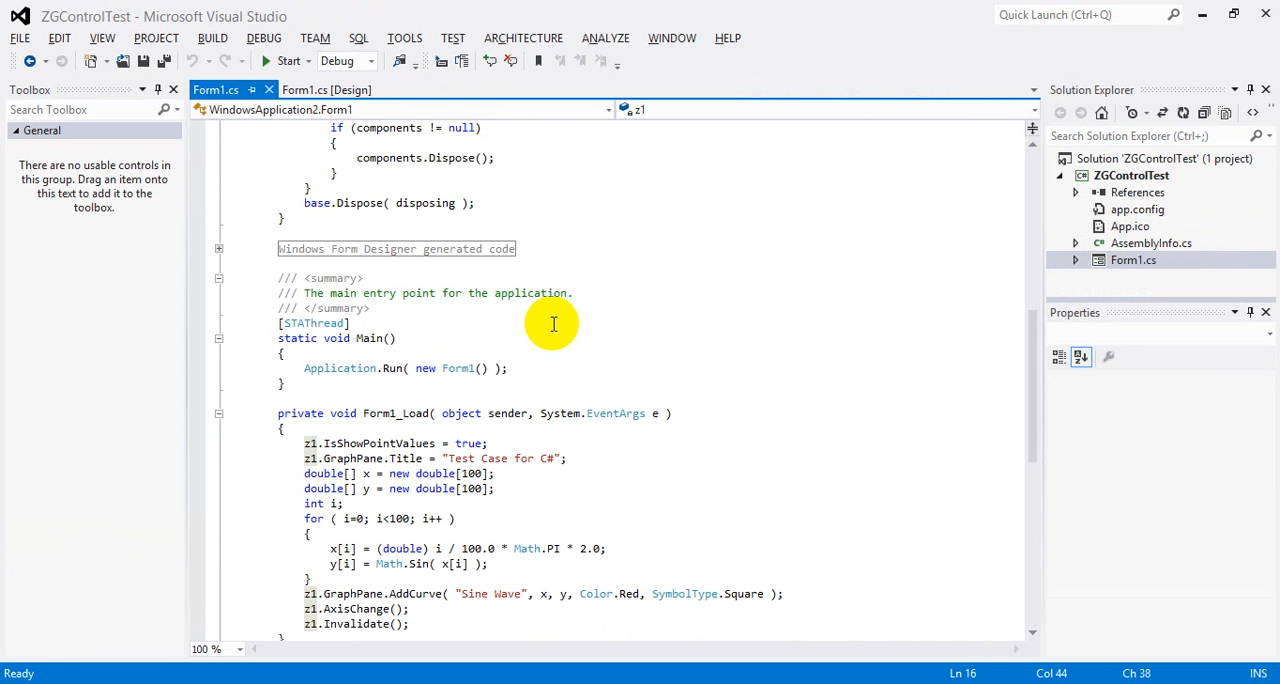 ZGControlTest - Microsoft Visual Studio
Quick Launch (Ctrl+Q)
FILE EDIT VIEW PROJECT BUILD DEBUG TEAM SQL TOOLS TEST ARCHITECTURE ANALYZE WINDOW HELP
Start Debug
Toolbox
Search Toolbox
General
There are no usable controls in
this group. Drag an item onto
this text to add it to the
toolbox.
Form1.cs Form1.cs [Design]
WindowsApplication2.Form1 z1
if (components != null)
{
components.Dispose();
}
}
base.Dispose( disposing );
}
Windows Form Designer generated code
/// <summary>
/// The main entry point for the application.
/// </summary>
[STAThread]
static void Main()
{
Application.Run( new Form1() );
}
private void Form1_Load( object sender, System.EventArgs e )
{
z1.IsShowPointValues = true;
z1.GraphPane.Title = "Test Case for C#";
double[] x = new double[100];
double[] y = new double[100];
int i;
for ( i=0; i<100; i++ )
{
x[i] = (double) i / 100.0 * Math.PI * 2.0;
y[i] = Math.Sin( x[i] );
}
z1.GraphPane.AddCurve( "Sine Wave", x, y, Color.Red, SymbolType.Square );
z1.AxisChange();
z1.Invalidate();
}
100 %
Solution Explorer
Search Solution Explorer (Ctrl+;)
Solution 'ZGControlTest' (1 project)
ZGControlTest
References
app.config
App.ico
AssemblyInfo.cs
Form1.cs
Properties
Ready Ln 16 Col 44 Ch 38 INS